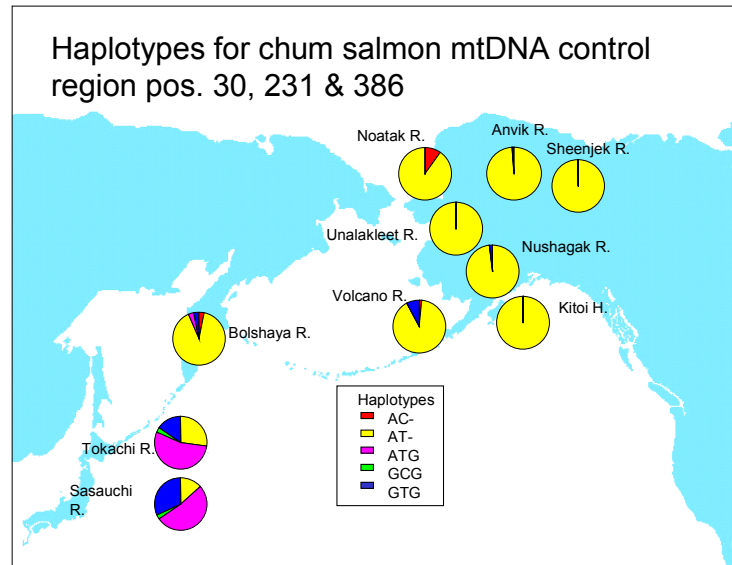 Haplotypes for chum salmon mtDNA control
region pos. 30, 231 & 386
Noatak R.
Anvik R.
Sheenjek R.
Unalakleet R.
Nushagak R.
Volcano R.
Kitoi H.
Bolshaya R.
Tokachi R.
Sasauchi
R.
Haplotypes
AC-
AT-
ATG
GCG
GTG